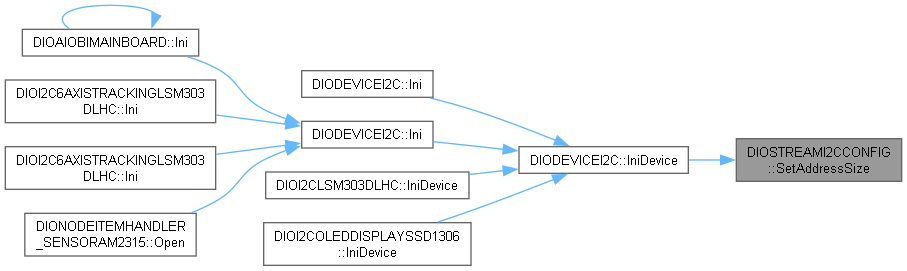 DIOAIOBIMAINBOARD::Ini
DIOI2C6AXISTRACKINGLSM303
DLHC::Ini
DIOI2C6AXISTRACKINGLSM303
DLHC::Ini
DIONODEITEMHANDLER
_SENSORAM2315::Open
DIODEVICEI2C::Ini
DIODEVICEI2C::Ini
DIOI2CLSM303DLHC::IniDevice
DIOI2COLEDDISPLAYSSD1306
::IniDevice
DIODEVICEI2C::IniDevice
DIOSTREAMI2CCONFIG
::SetAddressSize